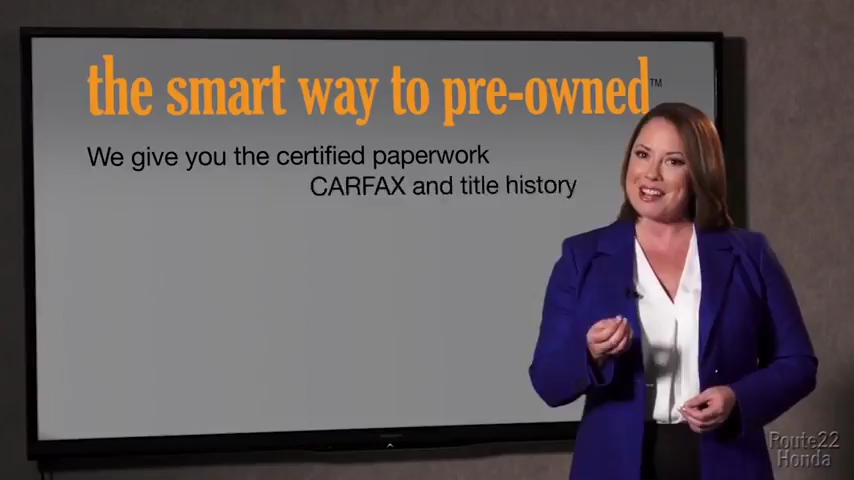 the smart way to pre-owned™
We give you the certified paperwork
CARFAX and title history
Route22
Honda